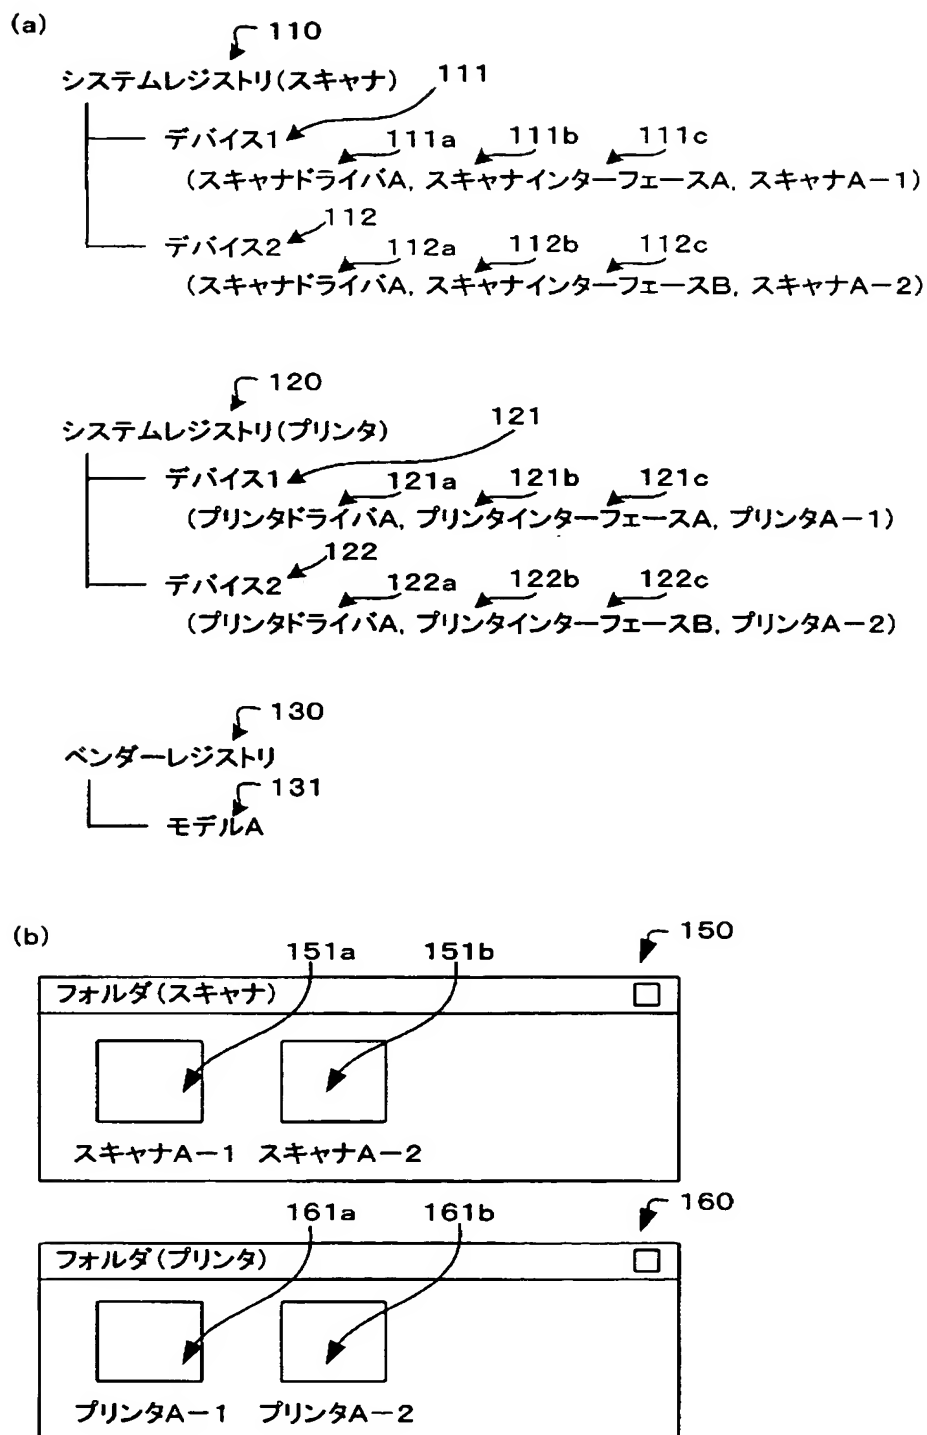 (a)
110
システムレジストリ(スキャナ)
111
デバイス1
111a 111b 111c
(スキャナドライバA, スキャナインターフェースA, スキャナA-1)
112
デバイス2
112a 112b 112c
(スキャナドライバA, スキャナインターフェースB, スキャナA-2)
120
システムレジストリ(プリンタ)
121
デバイス1
121a 121b 121c
(プリンタドライバA, プリンタインターフェースA, プリンタA-1)
122
デバイス2
122a 122b 122c
(プリンタドライバA, プリンタインターフェースB, プリンタA-2)
130
ベンダーレジストリ
131
モデルA
(b)
151a 151b 150
フォルダ(スキャナ)
スキャナA-1 スキャナA-2
161a 161b 160
フォルダ(プリンタ)
プリンタA-1 プリンタA-2